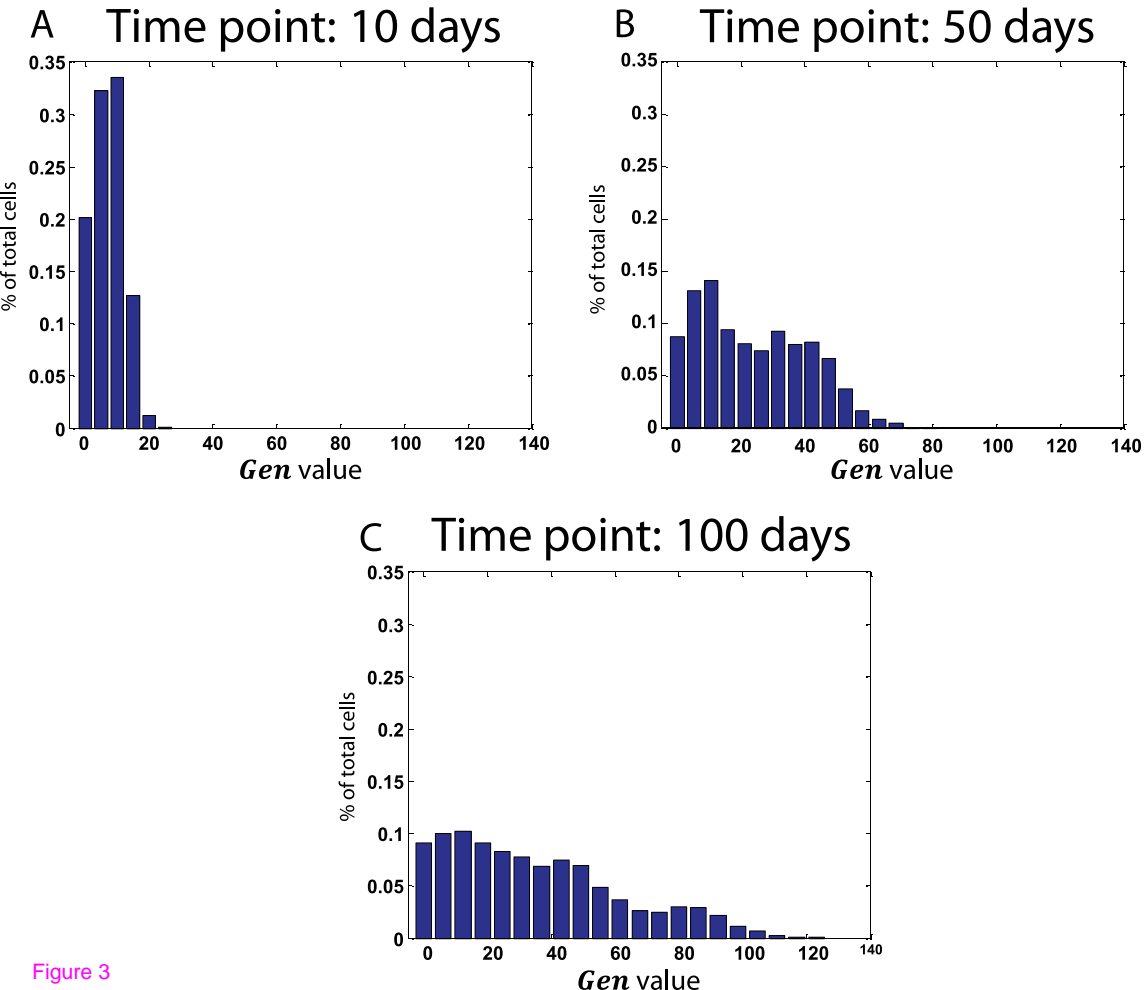 A Time point: 10 days
0.35
0.3
0.25
0.2
0.15
0.1
0.05
0
% of total cells
0 20 40 60 80 100 120 140
Gen value
B Time point: 50 days
0.35
0.3
0.25
0.2
0.15
0.1
0.05
0
% of total cells
0 20 40 60 80 100 120 140
Gen value
C Time point: 100 days
0.35
0.3
0.25
0.2
0.15
0.1
0.05
0
% of total cells
0 20 40 60 80 100 120 140
Gen value
Figure 3